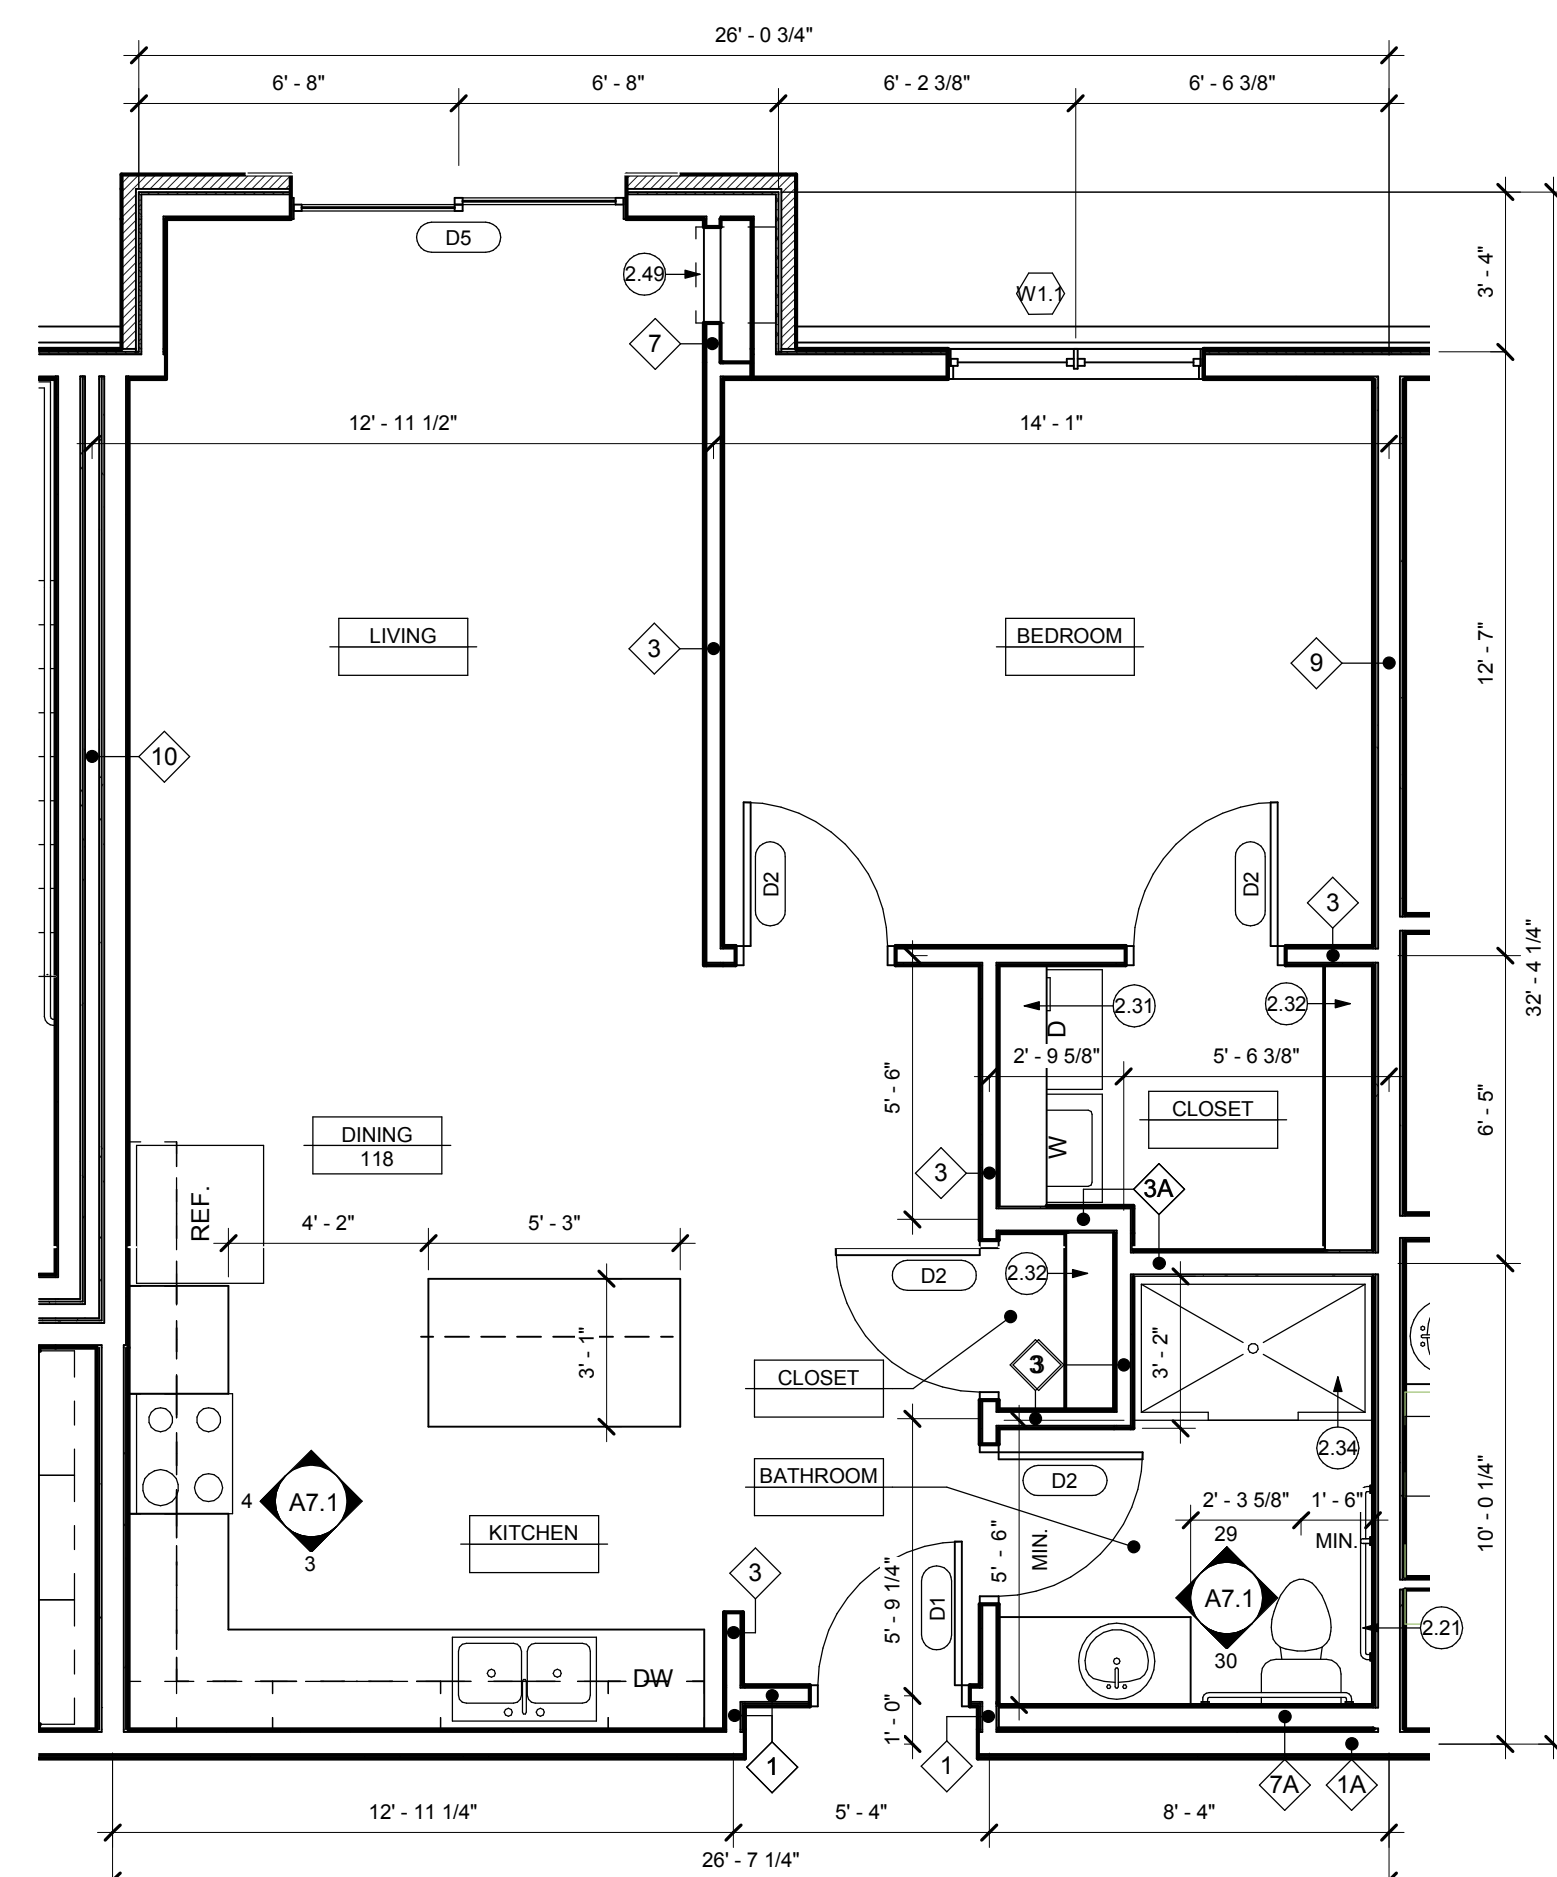 26' - 0 3/4"
6' - 8"
6' - 8"
6' - 2 3/8"
6' - 6 3/8"
D5
2.49
W1.1
3' - 4"
7
12' - 11 1/2"
14' - 1"
LIVING
3
BEDROOM
9
12' - 7"
10
D2
D2
3
32' - 4 1/4"
2.31
2.32
D
2' - 9 5/8"
5' - 6 3/8"
5' - 6"
CLOSET
6' - 5"
DINING
118
W
3
3A
REF.
4' - 2"
5' - 3"
D2
2.32
3' - 1"
3
3' - 2"
CLOSET
2.34
BATHROOM
D2
4
A7.1
3
2' - 3 5/8"
1' - 6"
MIN.
29
10' - 0 1/4"
KITCHEN
5' - 6"
MIN.
3
5' - 9 1/4"
D1
A7.1
30
2.21
DW
1' - 0"
1
1
7A
1A
12' - 11 1/4"
5' - 4"
8' - 4"
26' - 7 1/4"